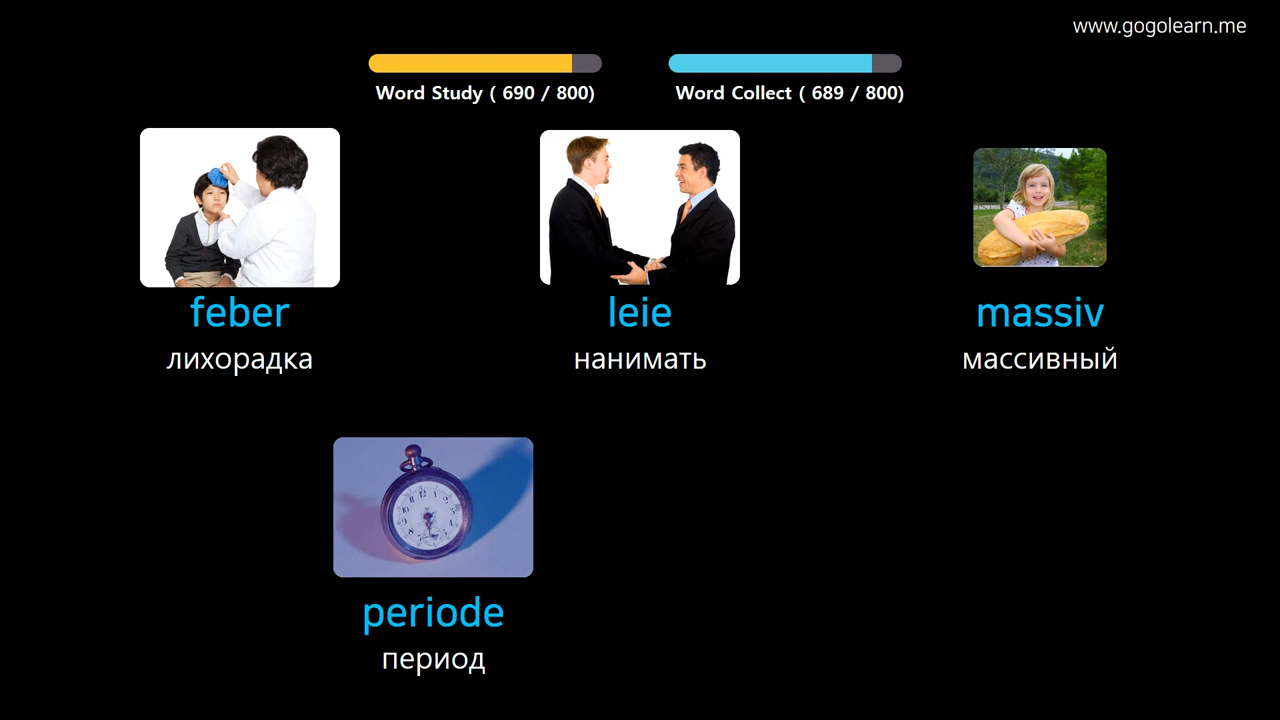 www.gogolearn.me
Word Study ( 690 / 800)
Word Collect ( 689 / 800)
feber
leie
massiv
лихорадка
нанимать
массивный
periode
период